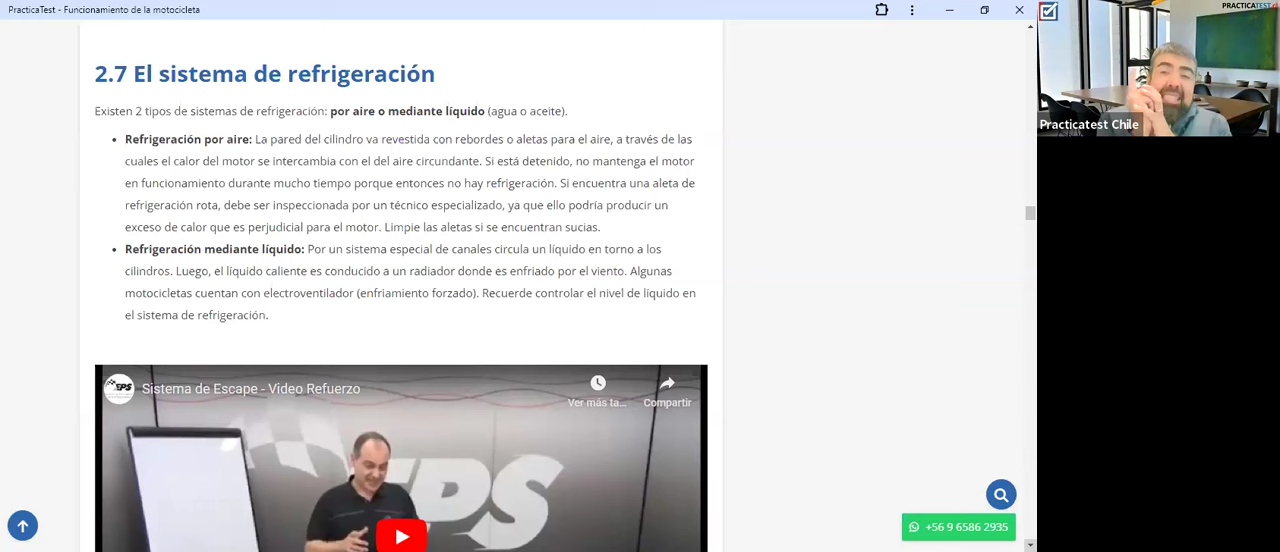 PracticaTest - Funcionamiento de la motocicleta
PRACTICATEST.cl
2.7 El sistema de refrigeración
Existen 2 tipos de sistemas de refrigeración: por aire o mediante líquido (agua o aceite).
• Refrigeración por aire: La pared del cilindro va revestida con rebordes o aletas para el aire, a través de las
cuales el calor del motor se intercambia con el del aire circundante. Si está detenido, no mantenga el motor
en funcionamiento durante mucho tiempo porque entonces no hay refrigeración. Si encuentra una aleta de
refrigeración rota, debe ser inspeccionada por un técnico especializado, ya que ello podría producir un
exceso de calor que es perjudicial para el motor. Limpie las aletas si se encuentran sucias.
• Refrigeración mediante líquido: Por un sistema especial de canales circula un líquido en torno a los
cilindros. Luego, el líquido caliente es conducido a un radiador donde es enfriado por el viento. Algunas
motocicletas cuentan con electroventilador (enfriamiento forzado). Recuerde controlar el nivel de líquido en
el sistema de refrigeración.
Practicatest Chile
Sistema de Escape - Video Refuerzo
Ver más ta...
Compartir
+56 9 6586 2935